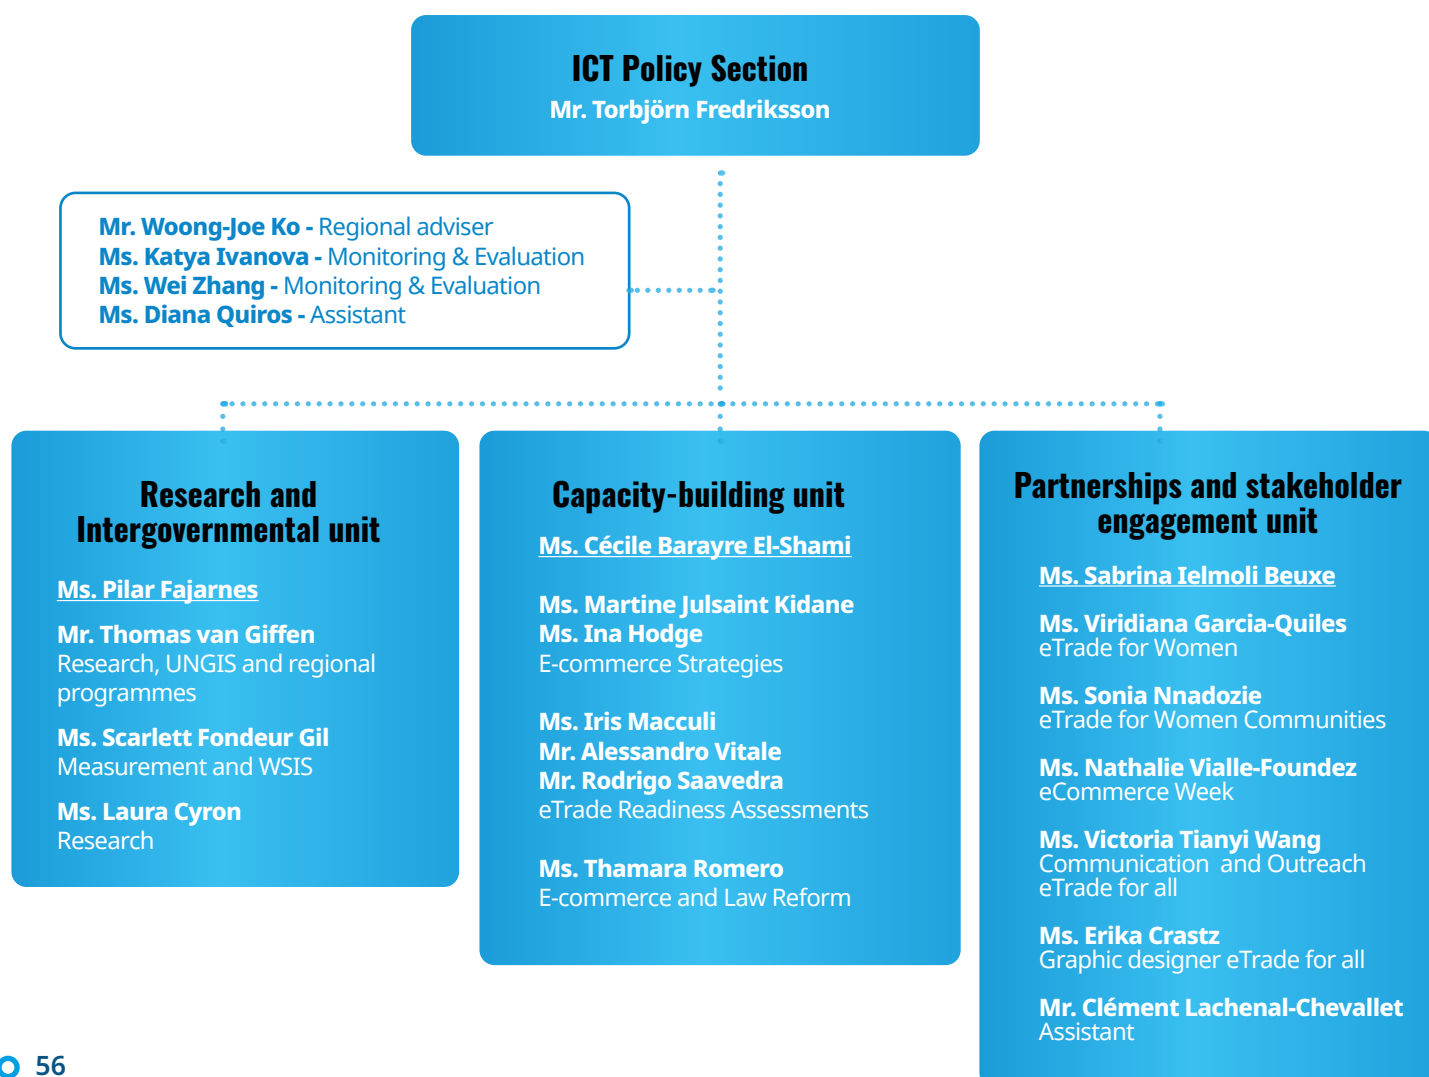 ICT Policy Section
Mr. Torbjörn Fredriksson
Mr. Woong-Joe Ko - Regional adviser
Ms. Katya Ivanova - Monitoring & Evaluation
Ms. Wei Zhang - Monitoring & Evaluation
Ms. Diana Quiros - Assistant
Research and
Intergovernmental unit
Ms. Pilar Fajarnes
Mr. Thomas van Giffen
Research, UNGIS and regional
programmes
Ms. Scarlett Fondeur Gil
Measurement and WSIS
Ms. Laura Cyron
Research
Capacity-building unit
Ms. Cécile Barayre El-Shami
Ms. Martine Julsaint Kidane
Ms. Ina Hodge
E-commerce Strategies
Ms. Iris Macculi
Mr. Alessandro Vitale
Mr. Rodrigo Saavedra
eTrade Readiness Assessments
Ms. Thamara Romero
E-commerce and Law Reform
Partnerships and stakeholder
engagement unit
Ms. Sabrina Ielmoli Beuxe
Ms. Viridiana Garcia-Quiles
eTrade for Women
Ms. Sonia Nnadozie
eTrade for Women Communities
Ms. Nathalie Vialle-Foundez
eCommerce Week
Ms. Victoria Tianyi Wang
Communication and Outreach
eTrade for all
Ms. Erika Crastz
Graphic designer eTrade for all
Mr. Clément Lachenal-Chevallet
Assistant
56